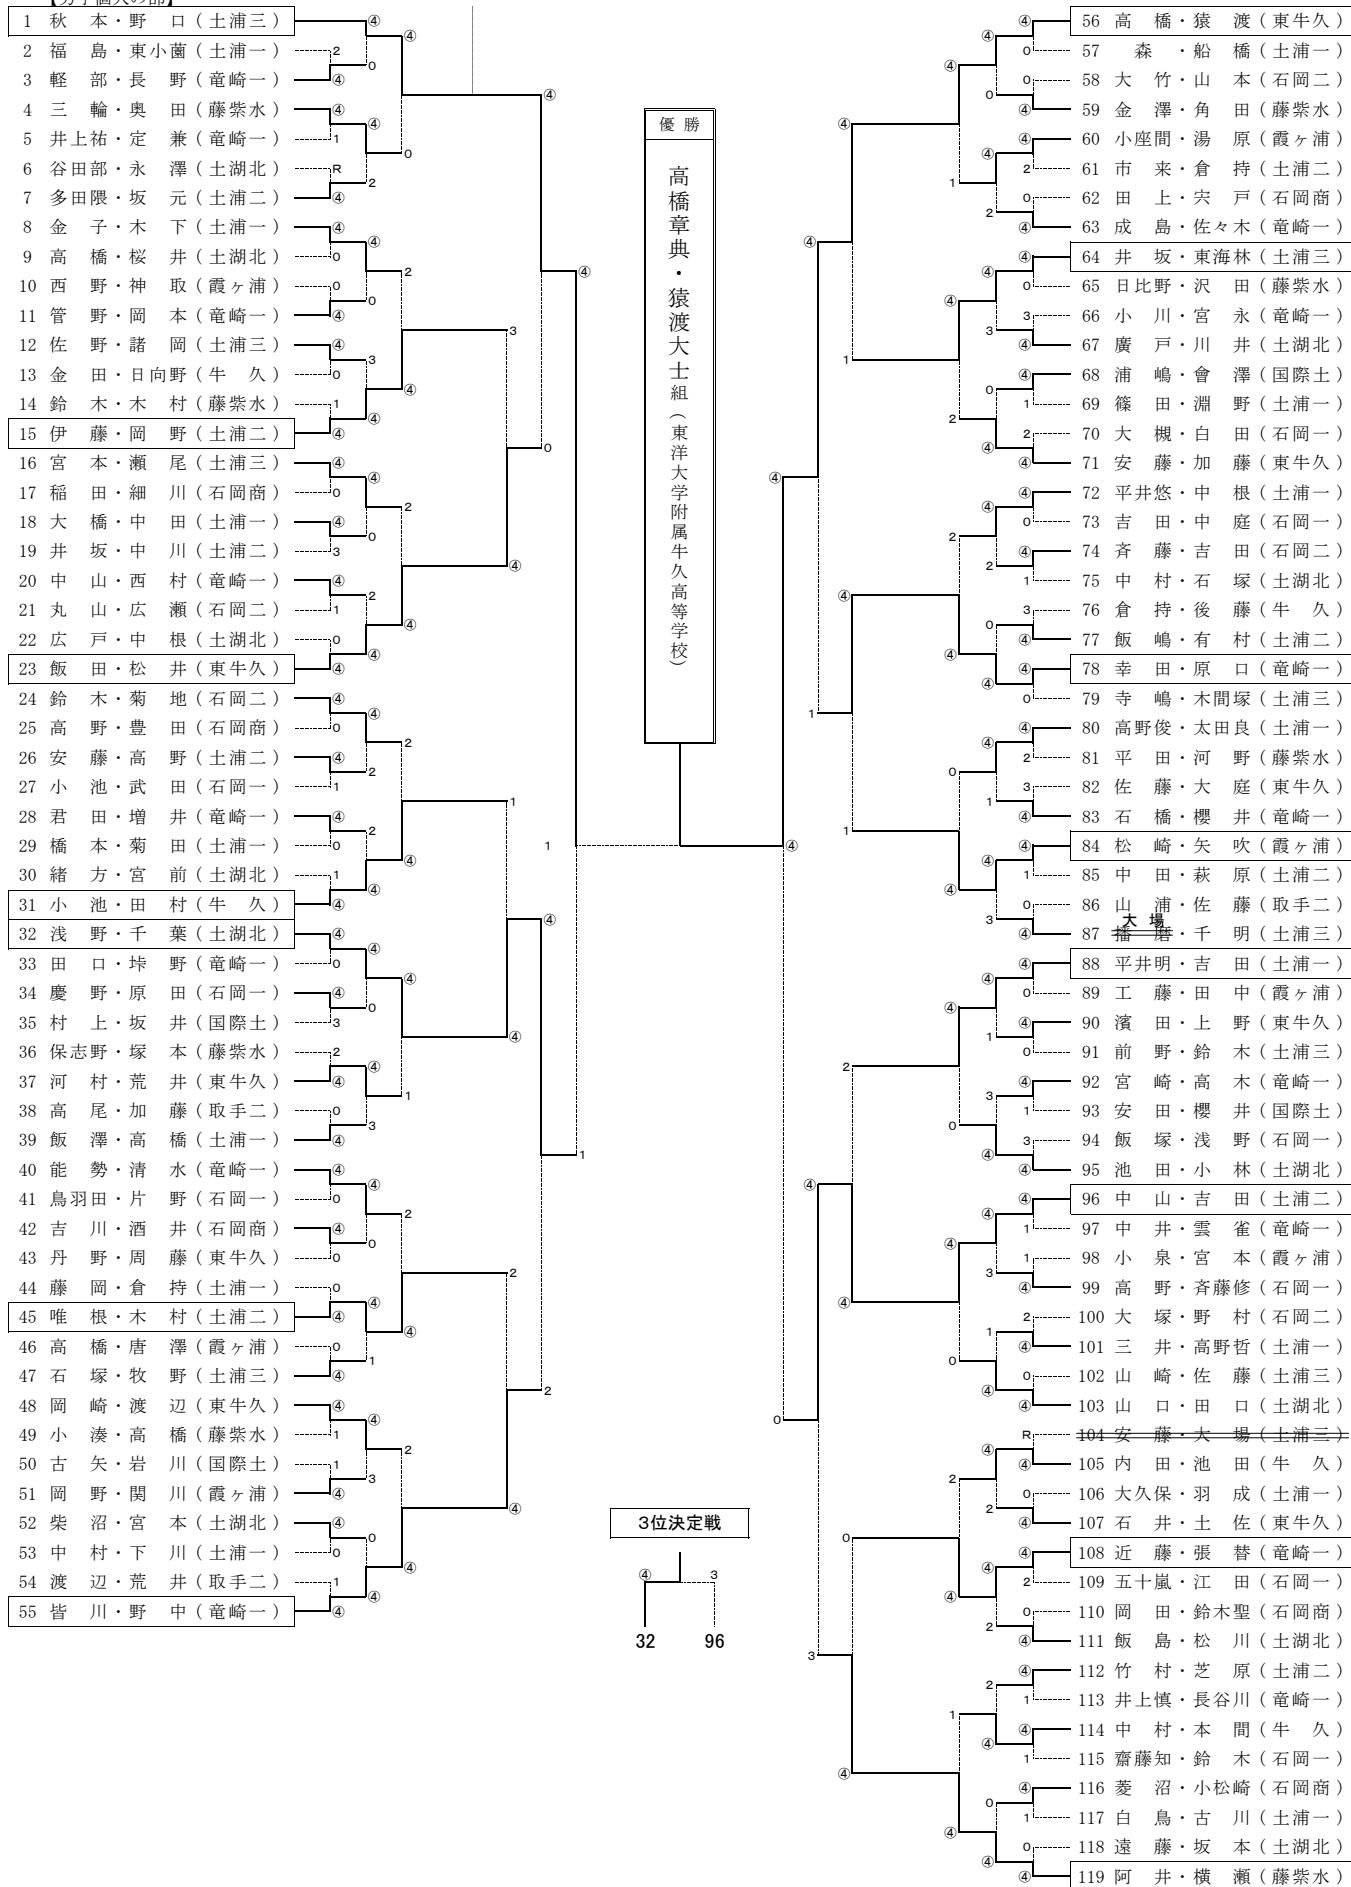 【男子個人の部】
1 秋本・野口（土浦三）
2 福島・東小薗（土浦一）
3 軽部・長野（竜崎一）
4 三輪・奥田（藤紫水）
5 井上祐・定兼（竜崎一）
6 谷田部・永澤（土湖北）
7 多田隈・坂元（土浦二）
8 金子・木下（土浦一）
9 高橋・桜井（土湖北）
10 西野・神取（霞ヶ浦）
11 管野・岡本（竜崎一）
12 佐野・諸岡（土浦三）
13 金田・日向野（牛久）
14 鈴木・木村（藤紫水）
15 伊藤・岡野（土浦二）
16 宮本・瀬尾（土浦三）
17 稲田・細川（石岡商）
18 大橋・中田（土浦一）
19 井坂・中川（土浦二）
20 中山・西村（竜崎一）
21 丸山・広瀬（石岡二）
22 広戸・中根（土湖北）
23 飯田・松井（東牛久）
24 鈴木・菊地（石岡二）
25 高野・豊田（石岡商）
26 安藤・高野（土浦二）
27 小池・武田（石岡一）
28 君田・増井（竜崎一）
29 橋本・菊田（土浦一）
30 緒方・宮前（土湖北）
31 小池・田村（牛久）
32 浅野・千葉（土湖北）
33 田口・垰野（竜崎一）
34 慶野・原田（石岡一）
35 村上・坂井（国際土）
36 保志野・塚本（藤紫水）
37 河村・荒井（東牛久）
38 高尾・加藤（取手二）
39 飯澤・高橋（土浦一）
40 能勢・清水（竜崎一）
41 鳥羽田・片野（石岡一）
42 吉川・酒井（石岡商）
43 丹野・周藤（東牛久）
44 藤岡・倉持（土浦一）
45 唯根・木村（土浦二）
46 高橋・唐澤（霞ヶ浦）
47 石塚・牧野（土浦三）
48 岡崎・渡辺（東牛久）
49 小湊・高橋（藤紫水）
50 古矢・岩川（国際土）
51 岡野・関川（霞ヶ浦）
52 柴沼・宮本（土湖北）
53 中村・下川（土浦一）
54 渡辺・荒井（取手二）
55 皆川・野中（竜崎一）
優勝
高橋章典・猿渡大士組（東洋大学附属牛久高等学校）
3位決定戦
④ 3
32 96
56 高橋・猿渡（東牛久）
57 森・船橋（土浦一）
58 大竹・山本（石岡二）
59 金澤・角田（藤紫水）
60 小座間・湯原（霞ヶ浦）
61 市来・倉持（土浦二）
62 田上・宍戸（石岡商）
63 成島・佐々木（竜崎一）
64 井坂・東海林（土浦三）
65 日比野・沢田（藤紫水）
66 小川・宮永（竜崎一）
67 廣戸・川井（土湖北）
68 浦嶋・會澤（国際土）
69 篠田・淵野（土浦一）
70 大槻・白田（石岡一）
71 安藤・加藤（東牛久）
72 平井悠・中根（土浦一）
73 吉田・中庭（石岡一）
74 斉藤・吉田（石岡二）
75 中村・石塚（土湖北）
76 倉持・後藤（牛久）
77 飯嶋・有村（土浦二）
78 幸田・原口（竜崎一）
79 寺嶋・木間塚（土浦三）
80 高野俊・太田良（土浦一）
81 平田・河野（藤紫水）
82 佐藤・大庭（東牛久）
83 石橋・櫻井（竜崎一）
84 松崎・矢吹（霞ヶ浦）
85 中田・萩原（土浦二）
86 山浦・佐藤（取手二）
大場
87 播磨・千明（土浦三）
88 平井明・吉田（土浦一）
89 工藤・田中（霞ヶ浦）
90 濱田・上野（東牛久）
91 前野・鈴木（土浦三）
92 宮崎・高木（竜崎一）
93 安田・櫻井（国際土）
94 飯塚・浅野（石岡一）
95 池田・小林（土湖北）
96 中山・吉田（土浦二）
97 中井・雲雀（竜崎一）
98 小泉・宮本（霞ヶ浦）
99 高野・斉藤修（石岡一）
100 大塚・野村（石岡二）
101 三井・高野哲（土浦一）
102 山崎・佐藤（土浦三）
103 山口・田口（土湖北）
104 安藤・大場（土浦三）
105 内田・池田（牛久）
106 大久保・羽成（土浦一）
107 石井・土佐（東牛久）
108 近藤・張替（竜崎一）
109 五十嵐・江田（石岡一）
110 岡田・鈴木聖（石岡商）
111 飯島・松川（土湖北）
112 竹村・芝原（土浦二）
113 井上慎・長谷川（竜崎一）
114 中村・本間（牛久）
115 齋藤知・鈴木（石岡一）
116 菱沼・小松崎（石岡商）
117 白鳥・古川（土浦一）
118 遠藤・坂本（土湖北）
119 阿井・横瀬（藤紫水）